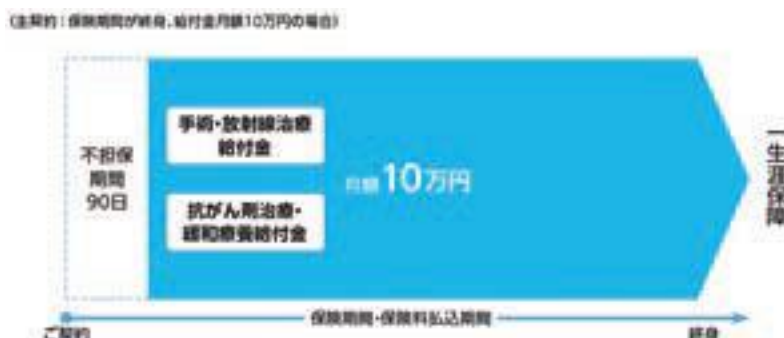 (主契約：保険期間が終身、給付金月額10万円の場合)
不担保
期間
90日
手術・放射線治療
給付金
抗がん剤治療・
緩和療養給付金
月額10万円
一生涯保障
保険期間・保険料払込期間
ご契約
終身